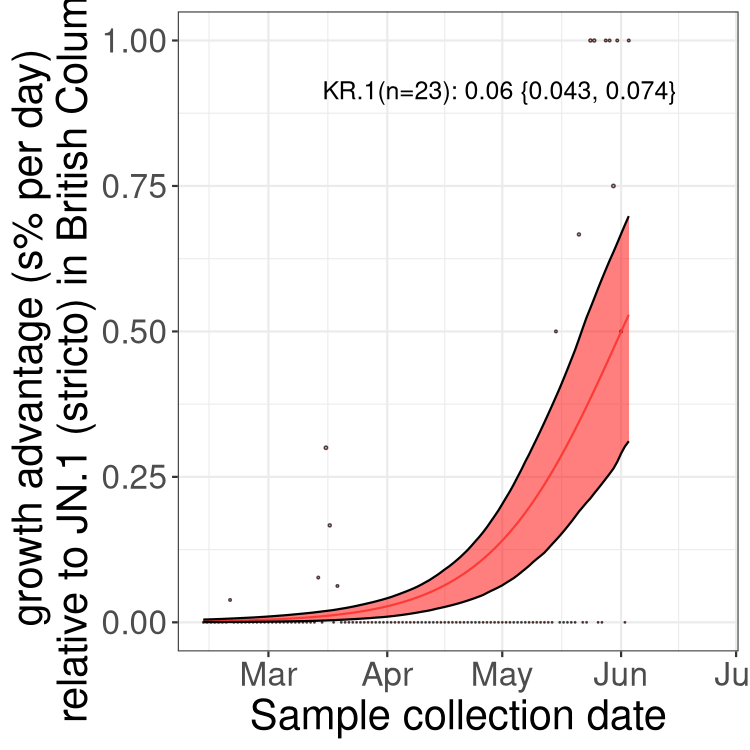 growth advantage (s% per day)
relative to JN.1 (stricto) in British Colum
1.00
0.75
0.50
0.25
0.00
KR.1(n=23): 0.06 {0.043, 0.074}
Mar Apr May Jun Ju
Sample collection date